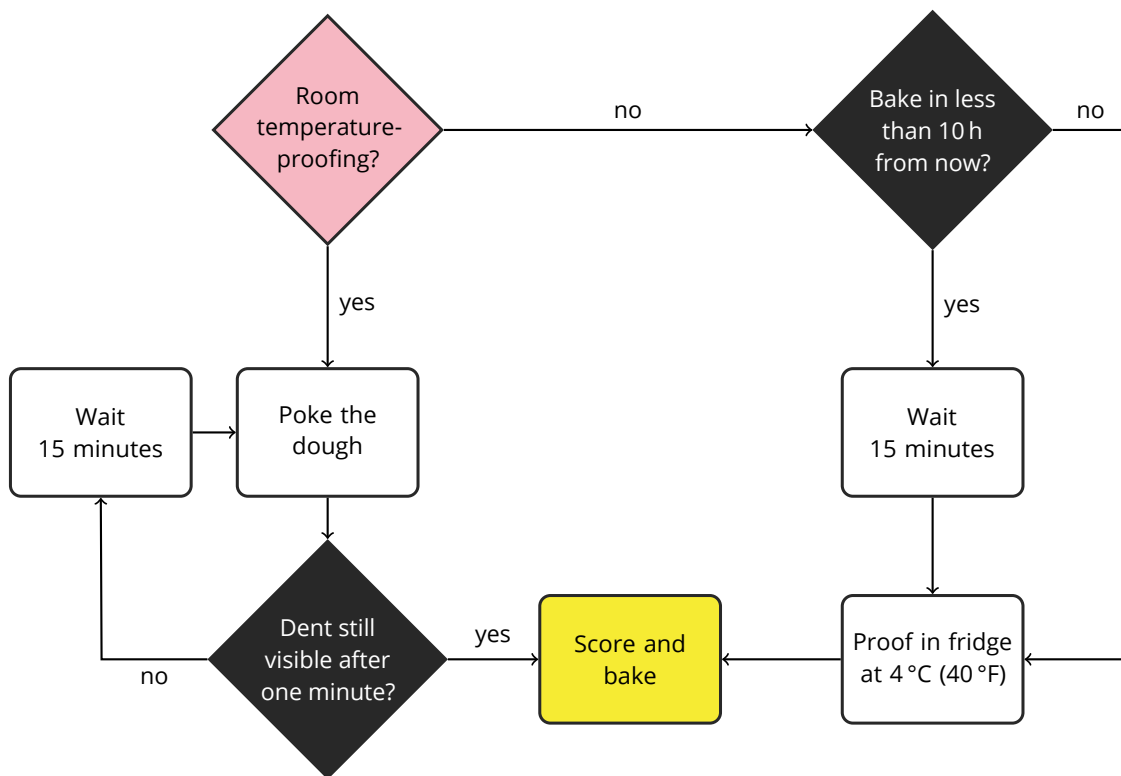 Room
temperature-
proofing?
no
Bake in less
than 10 h
from now?
no
yes
yes
Wait
15 minutes
Poke the
dough
Wait
15 minutes
Dent still
visible after
one minute?
yes
no
Score and
bake
Proof in fridge
at 4 °C (40 °F)